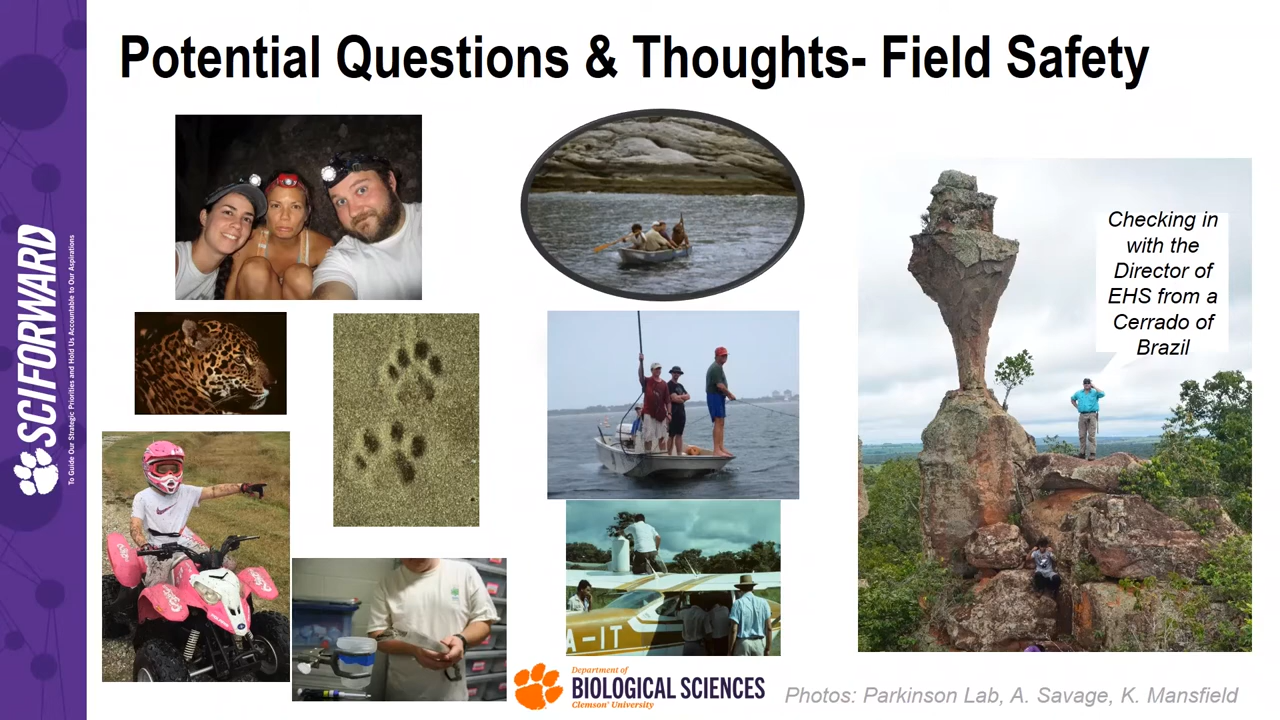 Potential Questions & Thoughts- Field Safety
SCIFORWARD
To Guide Our Strategic Priorities and Hold Us Accountable to Our Aspirations
Checking in
with the
Director of
EHS from a
Cerrado of
Brazil
A-IT
Department of
BIOLOGICAL SCIENCES
Clemson University
Photos: Parkinson Lab, A. Savage, K. Mansfield